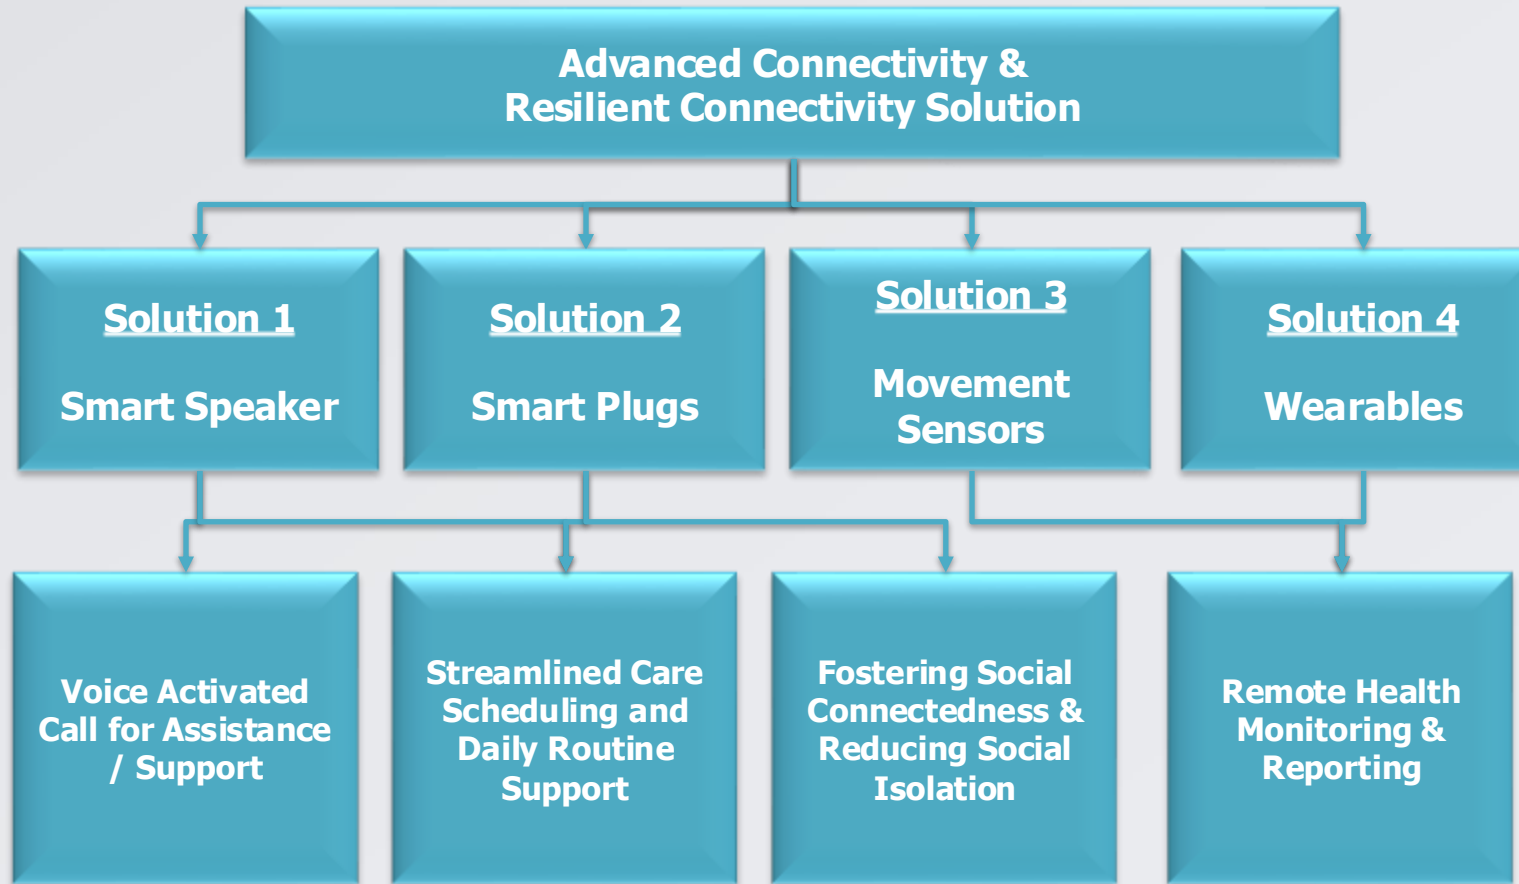 Advanced Connectivity &
Resilient Connectivity Solution
Solution 1
Smart Speaker
Solution 2
Smart Plugs
Solution 3
Movement
Sensors
Solution 4
Wearables
Voice Activated
Call for Assistance
/ Support
Streamlined Care
Scheduling and
Daily Routine
Support
Fostering Social
Connectedness &
Reducing Social
Isolation
Remote Health
Monitoring &
Reporting